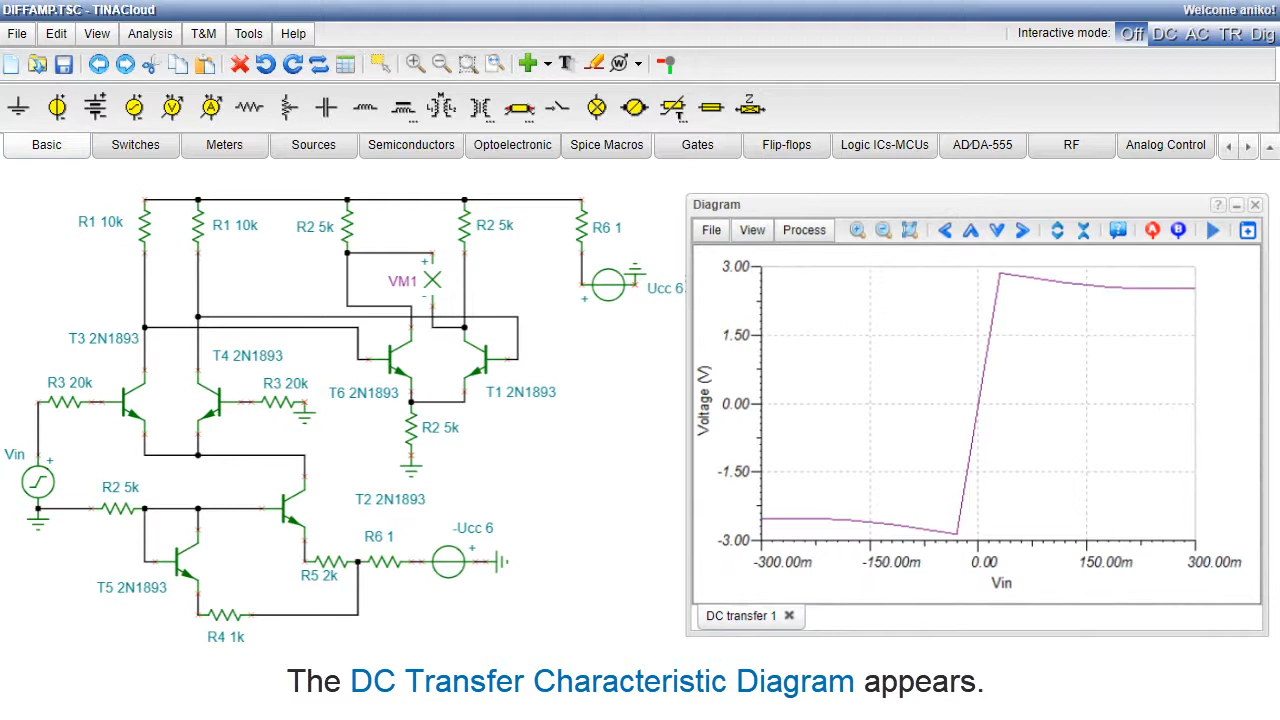 DIFFAMP.TSC - TINACloud
Welcome aniko!
File Edit View Analysis T&M Tools Help
Interactive mode: Off DC AC TR Dig
Basic Switches Meters Sources Semiconductors Optoelectronic Spice Macros Gates Flip-flops Logic ICs-MCUs AD/DA-555 RF Analog Control
R1 10k
R1 10k
R2 5k
R2 5k
R6 1
VM1
+
-
+
Ucc 6
T3 2N1893
T4 2N1893
R3 20k
R3 20k
T6 2N1893
T1 2N1893
R2 5k
Vin
+
R2 5k
T2 2N1893
-Ucc 6
R6 1
+
R5 2k
T5 2N1893
R4 1k
Diagram
File View Process
A B
3.00
1.50
0.00
-1.50
-3.00
Voltage (V)
-300.00m -150.00m 0.00 150.00m 300.00m
Vin
DC transfer 1
The DC Transfer Characteristic Diagram appears.